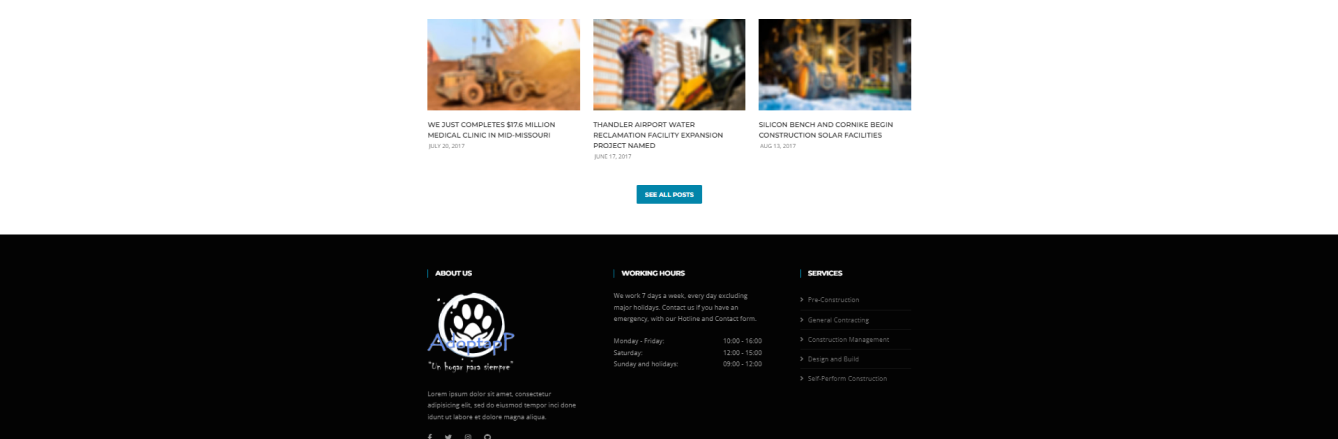 WE JUST COMPLETES $17.6 MILLION
MEDICAL CLINIC IN MID-MISSOURI
JULY 20, 2017
THANDLER AIRPORT WATER
RECLAMATION FACILITY EXPANSION
PROJECT NAMED
JUNE 17, 2017
SILICON BENCH AND CORNIKE BEGIN
CONSTRUCTION SOLAR FACILITIES
AUG 13, 2017
SEE ALL POSTS
ABOUT US
AdoptapP
"Un hogar para siempre"
Lorem ipsum dolor sit amet, consectetur
adipisicing elit, sed do eiusmod tempor inci done
idunt ut labore et dolore magna aliqua.
WORKING HOURS
We work 7 days a week, every day excluding
major holidays. Contact us if you have an
emergency, with our Hotline and Contact form.
Monday - Friday: 10:00 - 16:00
Saturday: 12:00 - 15:00
Sunday and holidays: 09:00 - 12:00
SERVICES
Pre-Construction
General Contracting
Construction Management
Design and Build
Self-Perform Construction